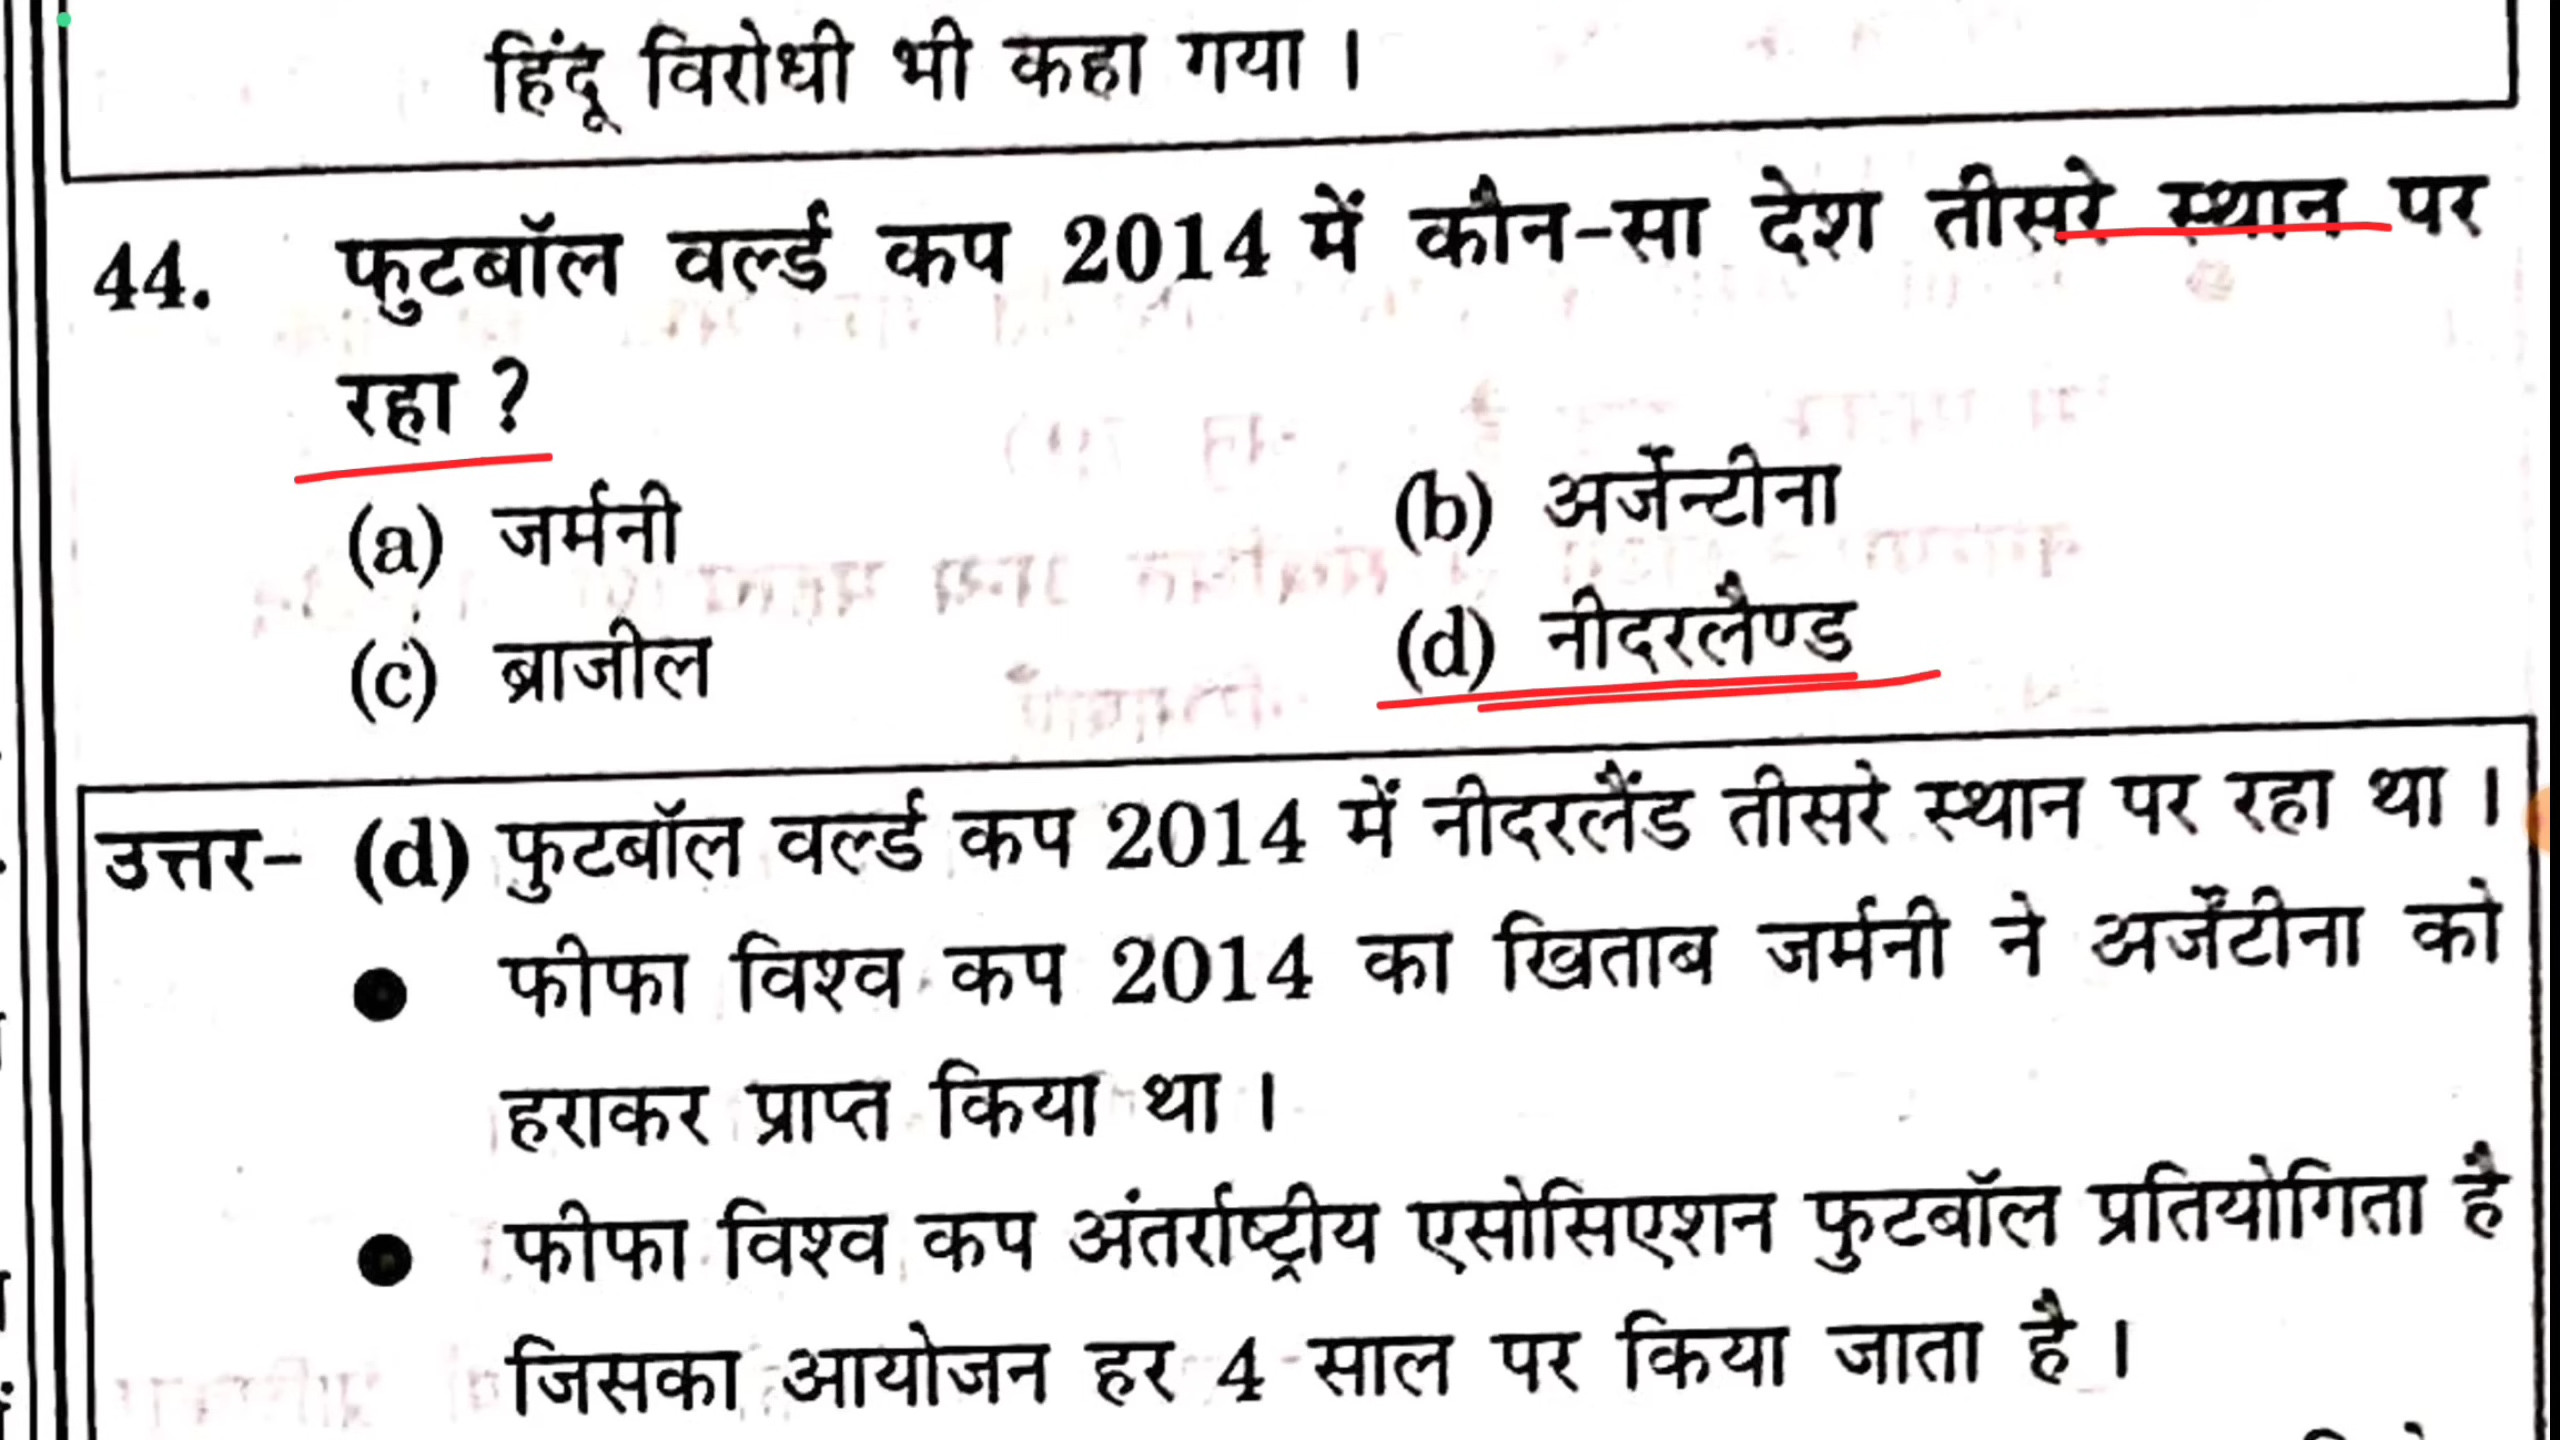 हिंदू विरोधी भी कहा गया ।
44. फुटबॉल वर्ल्ड कप 2014 में कौन-सा देश तीसरे स्थान पर
रहा ?
(a) जर्मनी (b) अर्जेन्टीना
(c) ब्राजील (d) नीदरलैण्ड
उत्तर- (d) फुटबॉल वर्ल्ड कप 2014 में नीदरलैंड तीसरे स्थान पर रहा था ।
● फीफा विश्व कप 2014 का खिताब जर्मनी ने अर्जेंटीना को
हराकर प्राप्त किया था ।
● फीफा विश्व कप अंतर्राष्ट्रीय एसोसिएशन फुटबॉल प्रतियोगिता है
जिसका आयोजन हर 4 साल पर किया जाता है ।